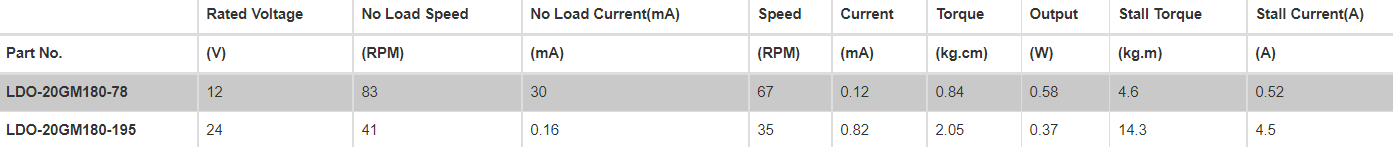 Rated Voltage No Load Speed No Load Current(mA) Speed Current Torque Output Stall Torque Stall Current(A)
Part No. (V) (RPM) (mA) (RPM) (mA) (kg.cm) (W) (kg.m) (A)
LDO-20GM180-78 12 83 30 67 0.12 0.84 0.58 4.6 0.52
LDO-20GM180-195 24 41 0.16 35 0.82 2.05 0.37 14.3 4.5